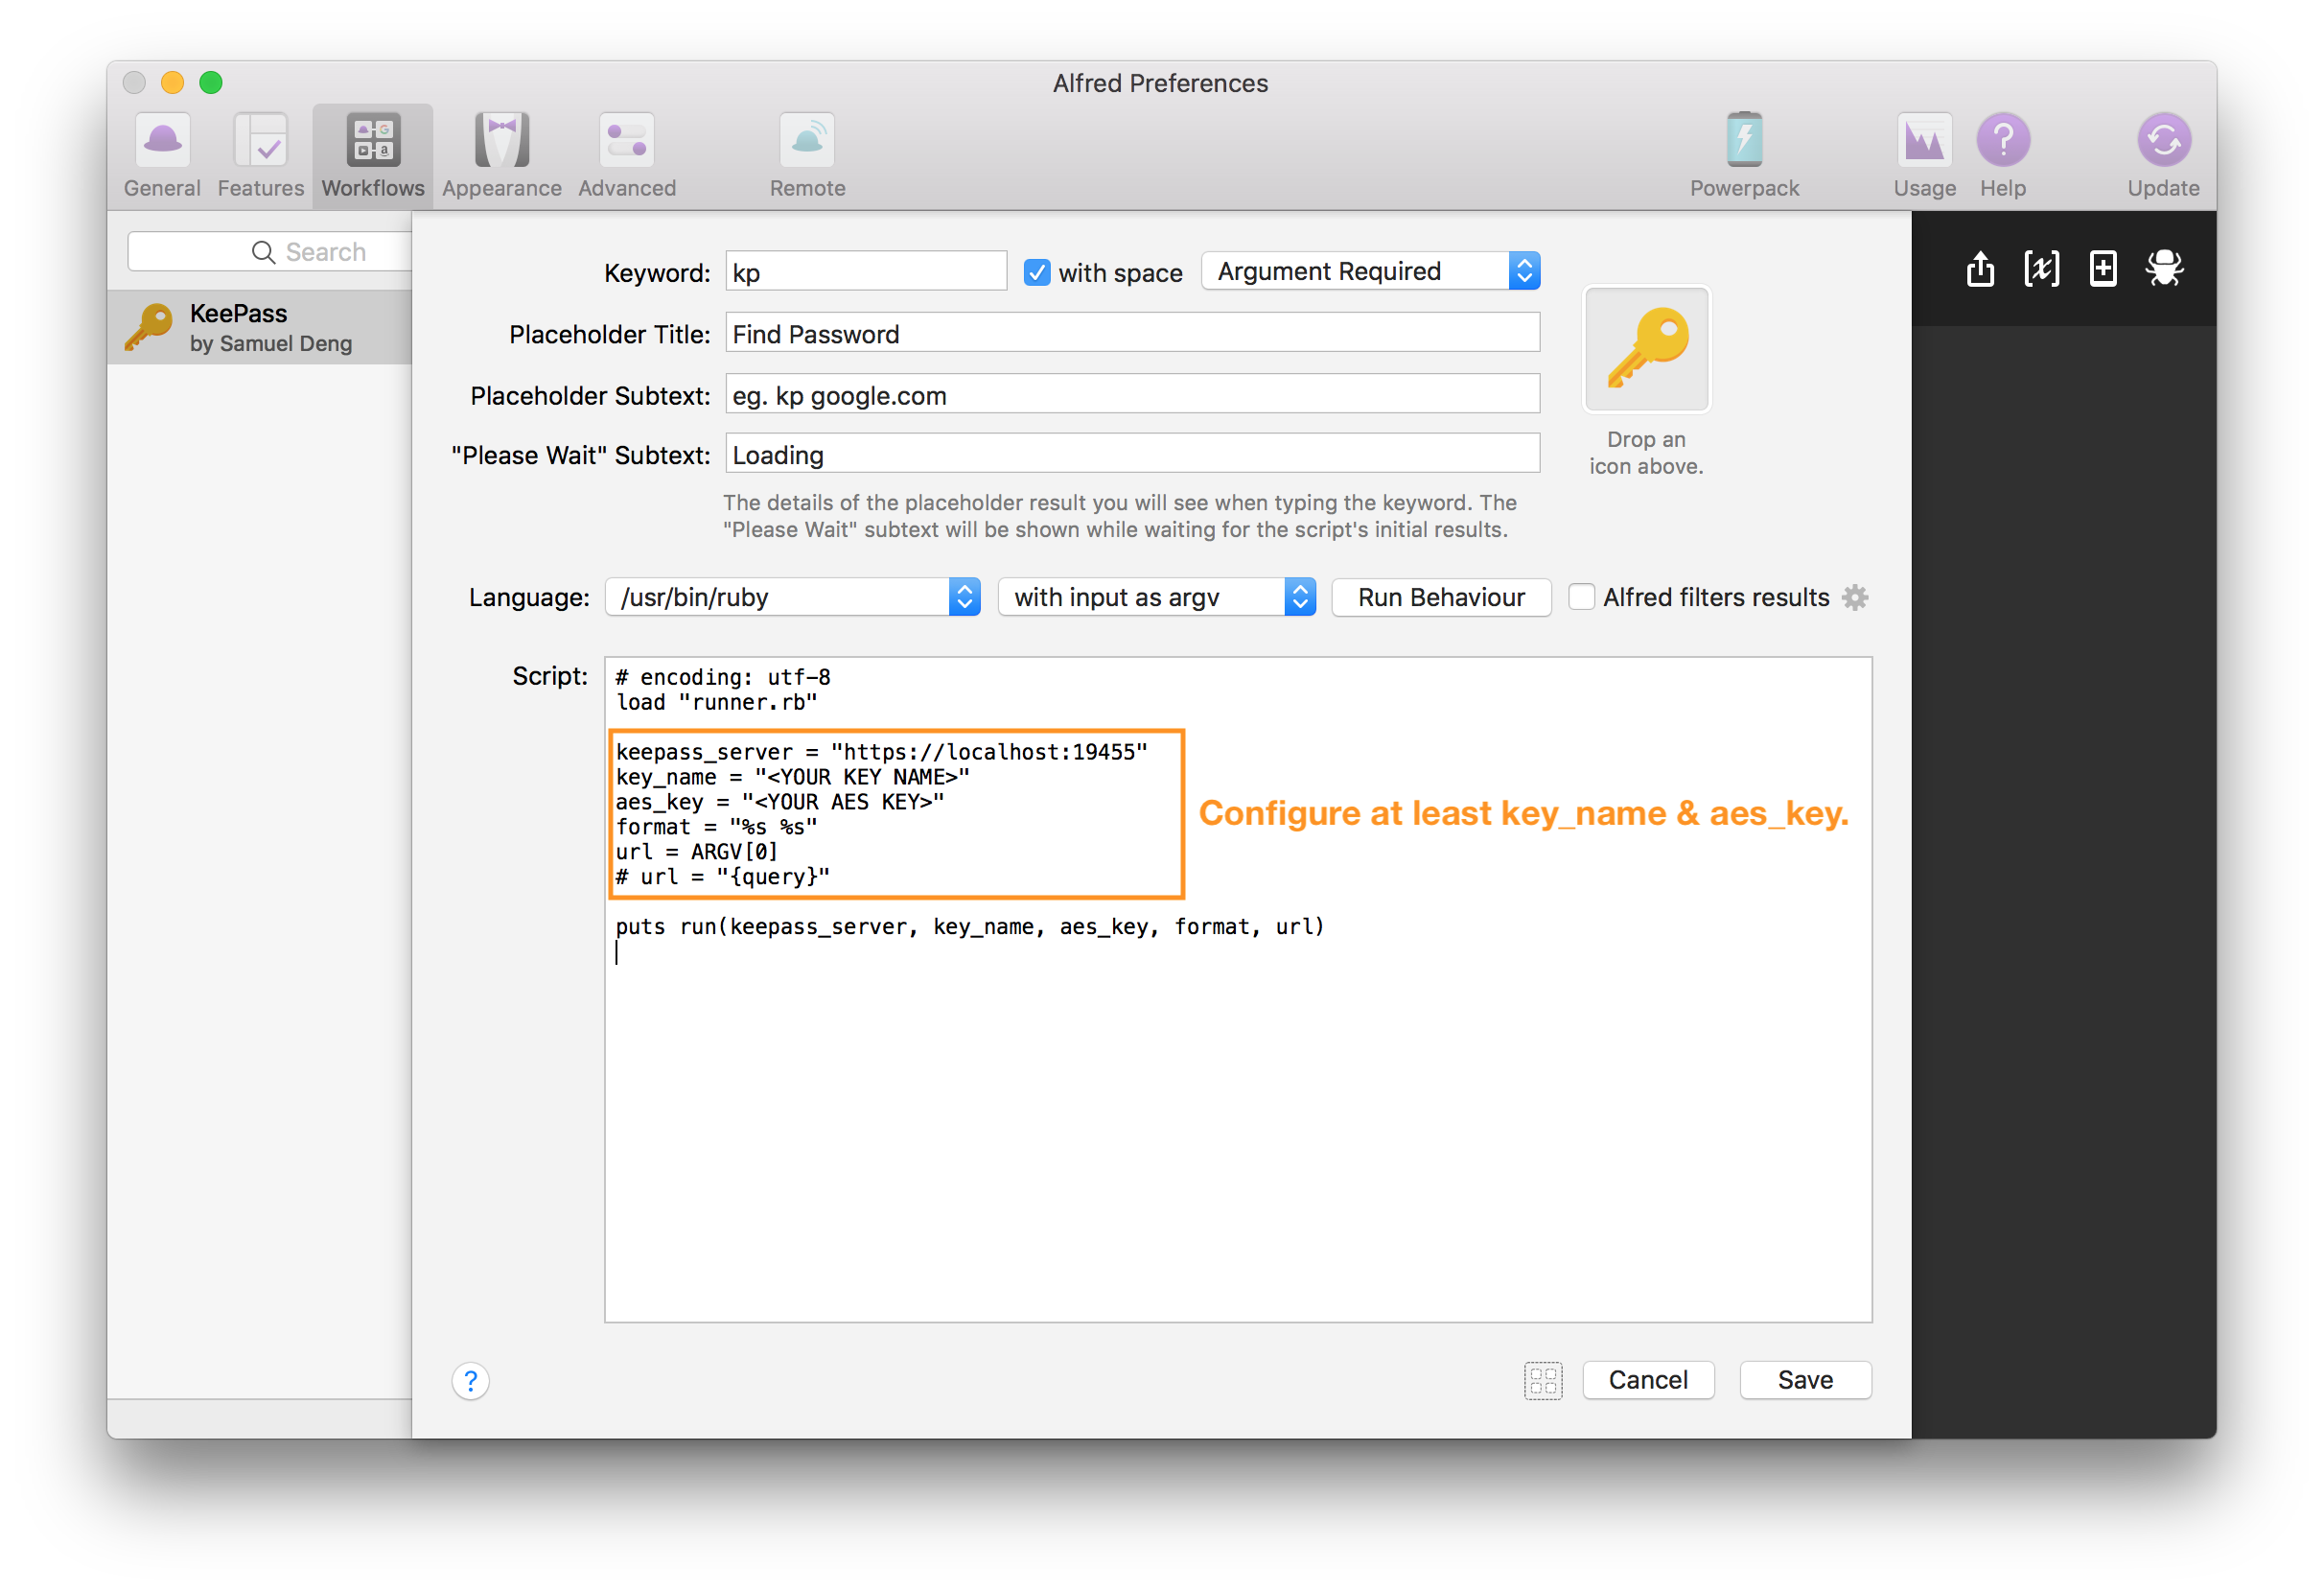 Alfred Preferences
General
Features
Workflows
Appearance
Advanced
Remote
Powerpack
Usage
Help
Update
Search
KeePass
by Samuel Deng
Keyword: kp with space Argument Required
Placeholder Title: Find Password
Placeholder Subtext: eg. kp google.com
"Please Wait" Subtext: Loading
Drop an
icon above.
The details of the placeholder result you will see when typing the keyword. The
"Please Wait" subtext will be shown while waiting for the script's initial results.
Language: /usr/bin/ruby with input as argv Run Behaviour Alfred filters results
Script:
# encoding: utf-8
load "runner.rb"
keepass_server = "https://localhost:19455"
key_name = "<YOUR KEY NAME>"
aes_key = "<YOUR AES KEY>"
format = "%s %s"
url = ARGV[0]
# url = "{query}"
Configure at least key_name & aes_key.
puts run(keepass_server, key_name, aes_key, format, url)
?
Cancel
Save